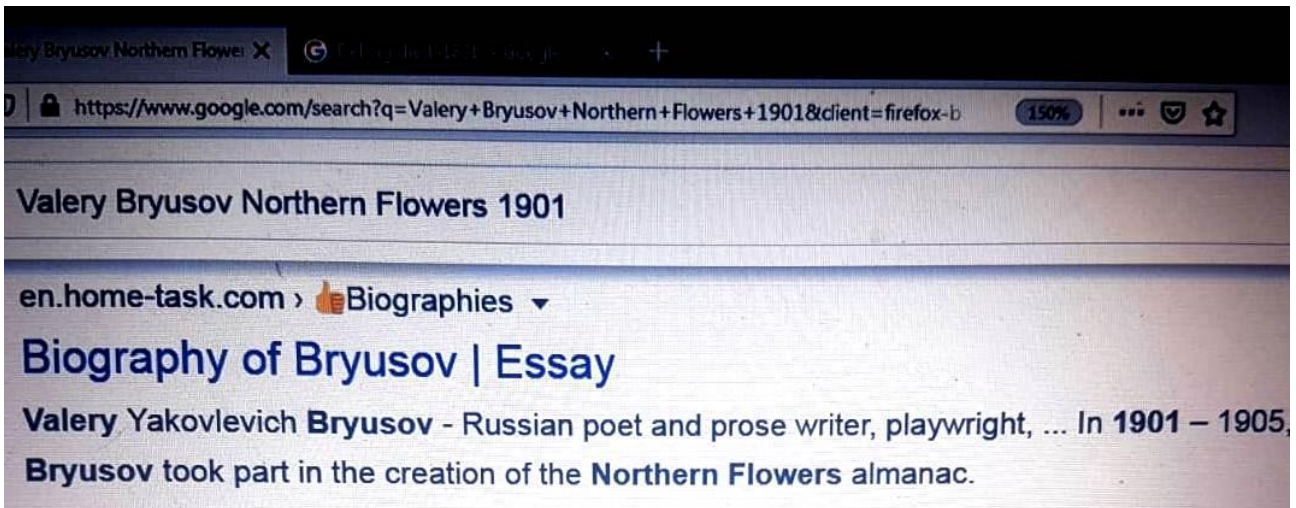 Bryusov Northern Flower
https://www.google.com/search?q=Valery+Bryusov+Northern+Flowers+1901&client=firefox-b 150%
Valery Bryusov Northern Flowers 1901
en.home-task.com › 👍Biographies
Biography of Bryusov | Essay
Valery Yakovlevich Bryusov - Russian poet and prose writer, playwright, ... In 1901 – 1905,
Bryusov took part in the creation of the Northern Flowers almanac.